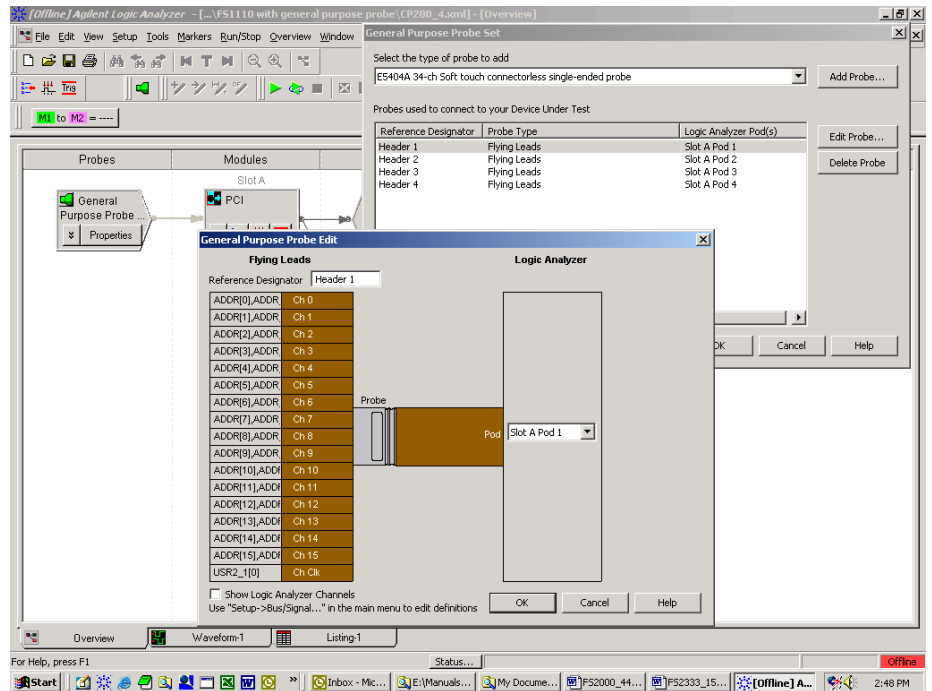 [Offline] Agilent Logic Analyzer - [...\FS1110 with general purpose probe\CP200_4.xml] - [Overview]
File Edit View Setup Tools Markers Run/Stop Overview Window
Trig
M1 to M2 = ----
General Purpose Probe Set
Select the type of probe to add
E5404A 34-ch Soft touch connectorless single-ended probe
Add Probe...
Probes used to connect to your Device Under Test
Reference Designator Probe Type Logic Analyzer Pod(s)
Header 1 Flying Leads Slot A Pod 1
Header 2 Flying Leads Slot A Pod 2
Header 3 Flying Leads Slot A Pod 3
Header 4 Flying Leads Slot A Pod 4
Edit Probe...
Delete Probe
OK Cancel Help
Probes Modules
Slot A
General Purpose Probe ...
Properties
PCI
General Purpose Probe Edit
Flying Leads Logic Analyzer
Reference Designator Header 1
ADDR[0],ADDR Ch 0
ADDR[1],ADDR Ch 1
ADDR[2],ADDR Ch 2
ADDR[3],ADDR Ch 3
ADDR[4],ADDR Ch 4
ADDR[5],ADDR Ch 5
ADDR[6],ADDR Ch 6
ADDR[7],ADDR Ch 7
ADDR[8],ADDR Ch 8
ADDR[9],ADDR Ch 9
ADDR[10],ADDR Ch 10
ADDR[11],ADDR Ch 11
ADDR[12],ADDR Ch 12
ADDR[13],ADDR Ch 13
ADDR[14],ADDR Ch 14
ADDR[15],ADDR Ch 15
USR2_1[0] Ch Clk
Probe
Pod Slot A Pod 1
Show Logic Analyzer Channels
Use "Setup->Bus/Signal..." in the main menu to edit definitions
OK Cancel Help
Overview Waveform-1 Listing-1
For Help, press F1 Status... Offline
Start » Inbox - Mic... E:\Manuals... My Docume... FS2000_44... FS2333_15... [Offline] A... 2:48 PM